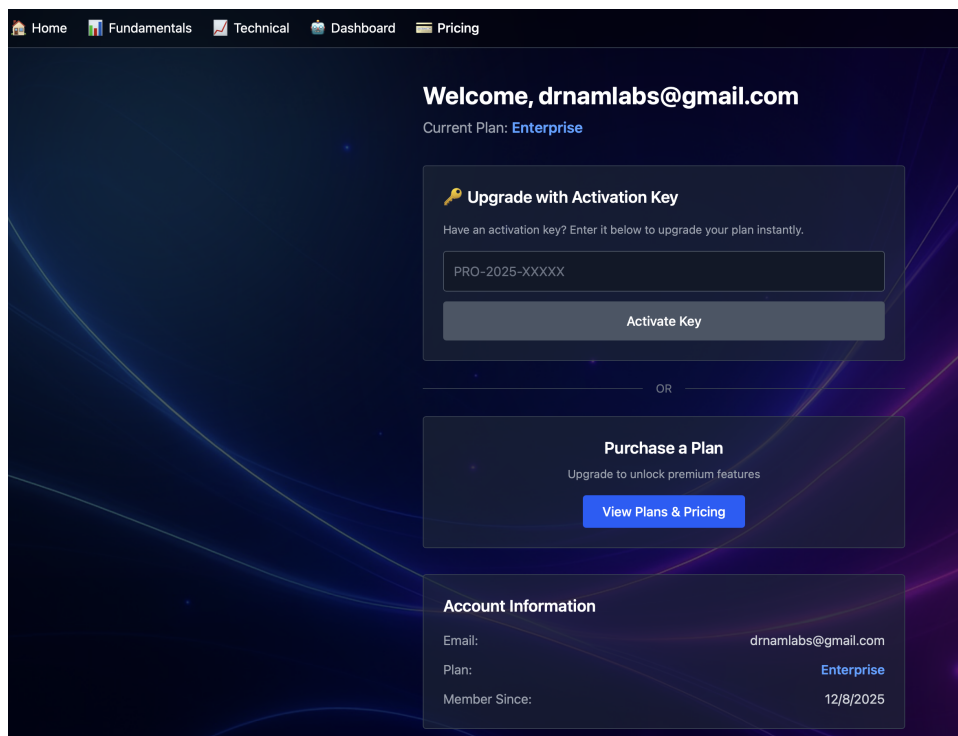 🏠 Home 📊 Fundamentals 📈 Technical 🤖 Dashboard 💳 Pricing
Welcome, drnamlabs@gmail.com
Current Plan: Enterprise
🔑 Upgrade with Activation Key
Have an activation key? Enter it below to upgrade your plan instantly.
PRO-2025-XXXXX
Activate Key
OR
Purchase a Plan
Upgrade to unlock premium features
View Plans & Pricing
Account Information
Email: drnamlabs@gmail.com
Plan: Enterprise
Member Since: 12/8/2025